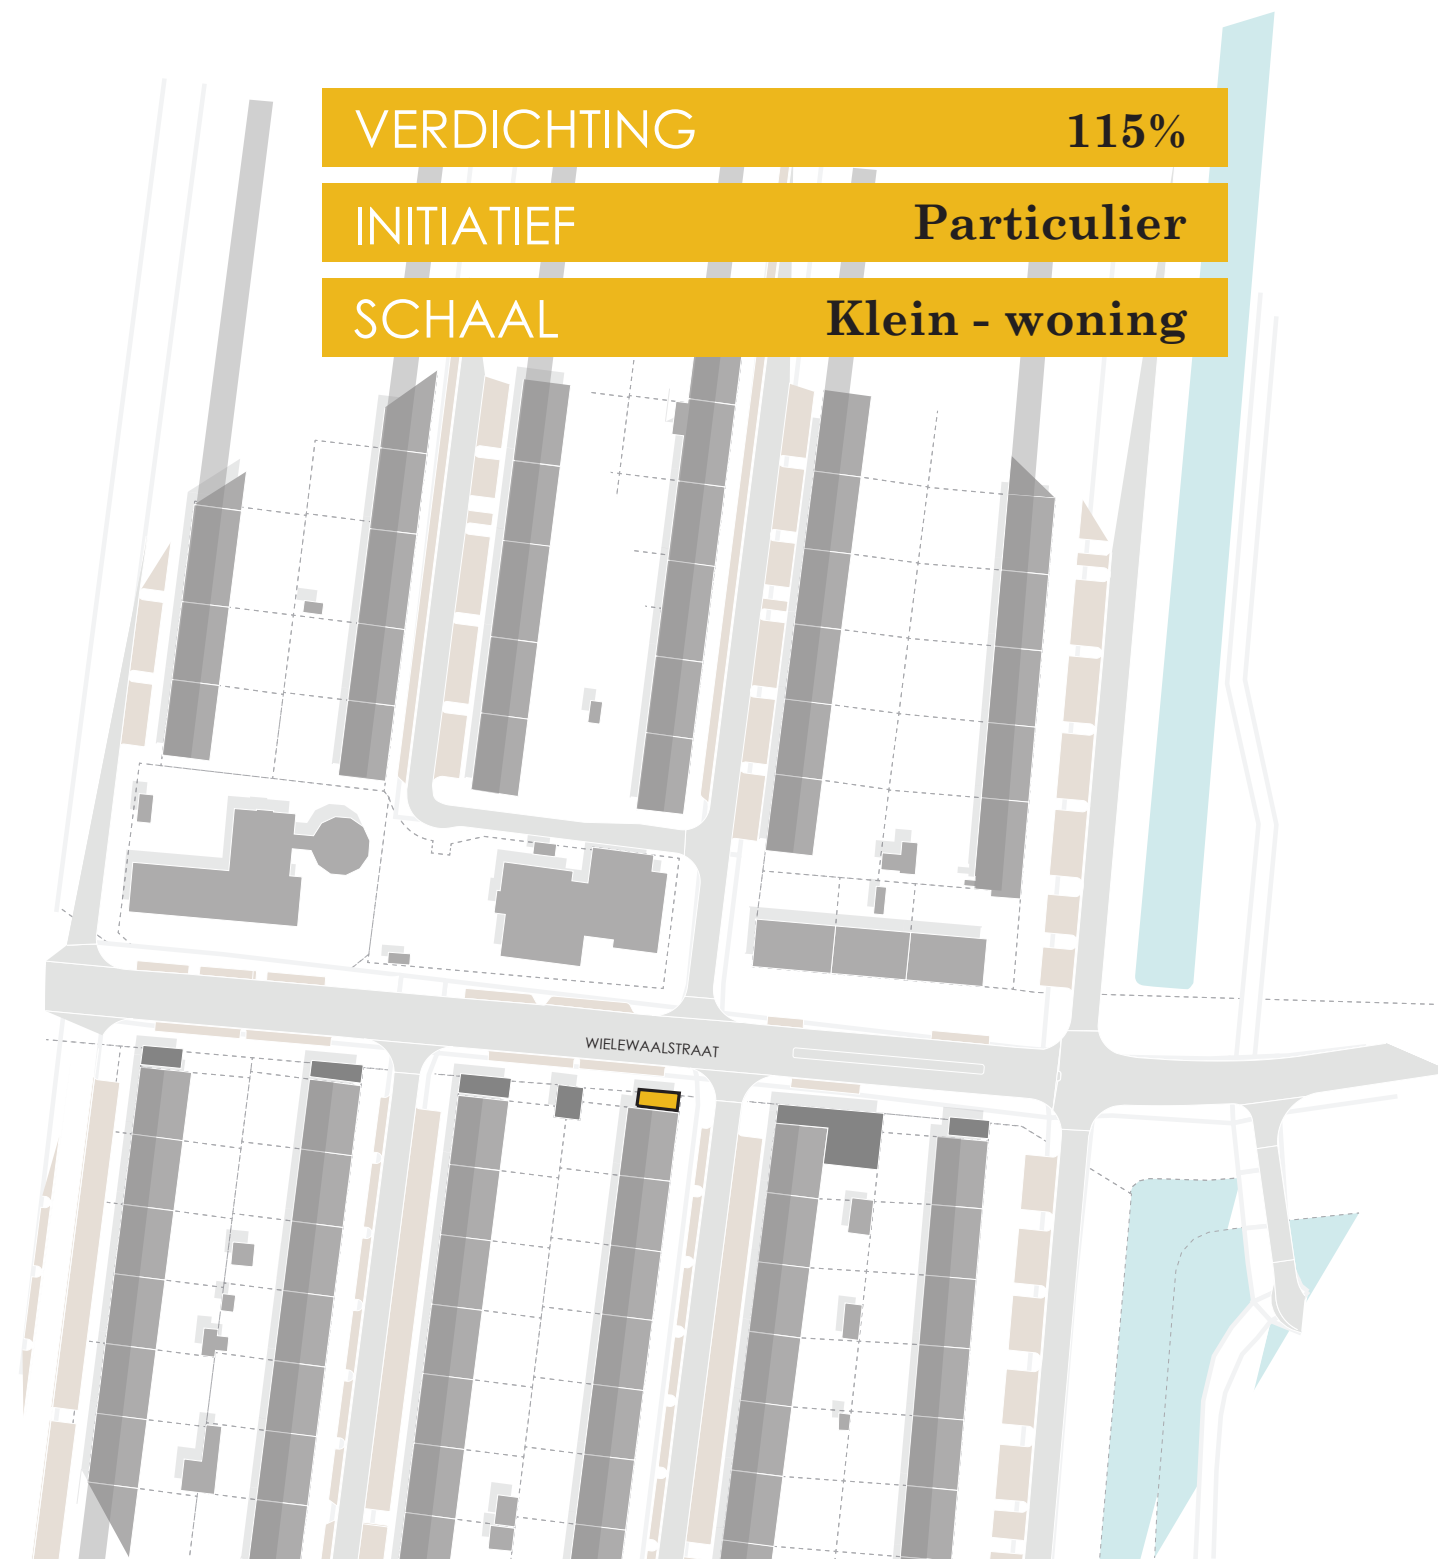 VERDICHTING 115%
INITIATIEF Particulier
SCHAAL Klein - woning
WIELEWAALSTRAAT